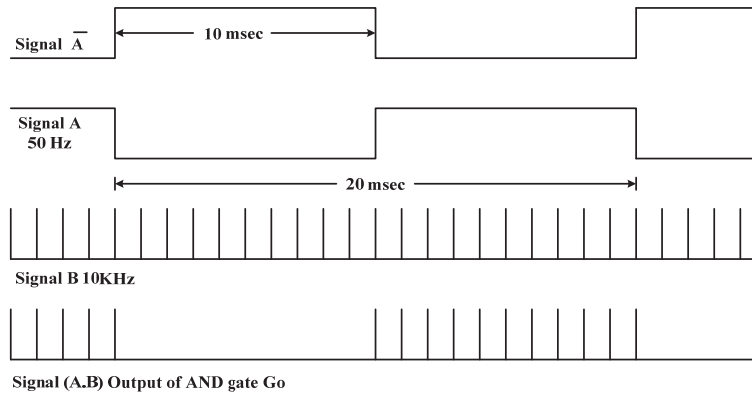 10 msec
Signal A̅
Signal A
50 Hz
20 msec
Signal B 10KHz
Signal (A.B) Output of AND gate Go